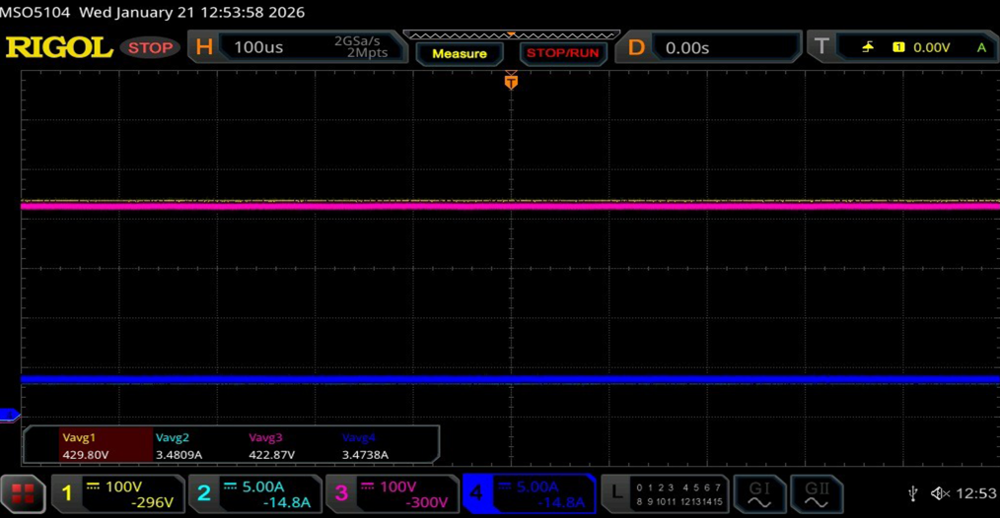 MSO5104 Wed January 21 12:53:58 2026
RIGOL STOP H 100us 2GSa/s 2Mpts Measure STOP/RUN D 0.00s T 1 0.00V A
T
Vavg1 Vavg2 Vavg3 Vavg4
429.80V 3.4809A 422.87V 3.4738A
1 100V -296V 2 5.00A -14.8A 3 100V -300V 4 5.00A -14.8A L 0 1 2 3 4 5 6 7 8 9 10 11 12 13 14 15 GI GII 12:53